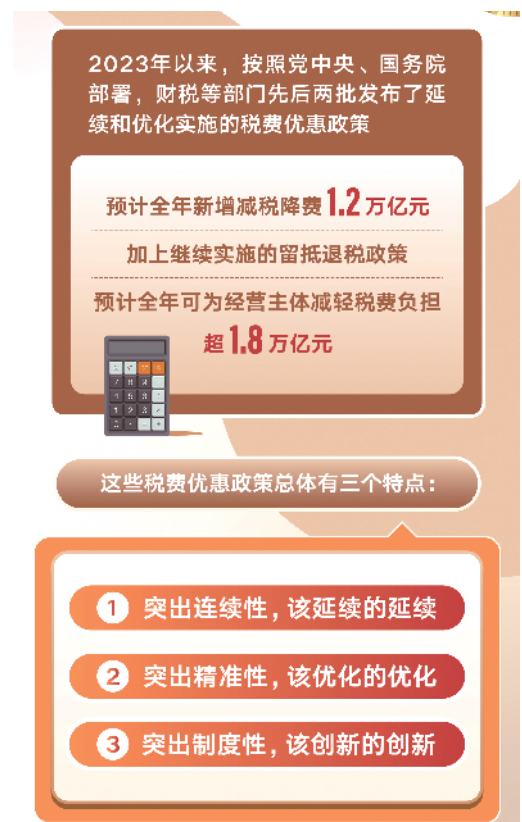 2023年以来，按照党中央、国务院
部署，财税等部门先后两批发布了延
续和优化实施的税费优惠政策
预计全年新增减税降费1.2万亿元
加上继续实施的留抵退税政策
预计全年可为经营主体减轻税费负担
超1.8万亿元
这些税费优惠政策总体有三个特点：
1 突出连续性，该延续的延续
2 突出精准性，该优化的优化
3 突出制度性，该创新的创新